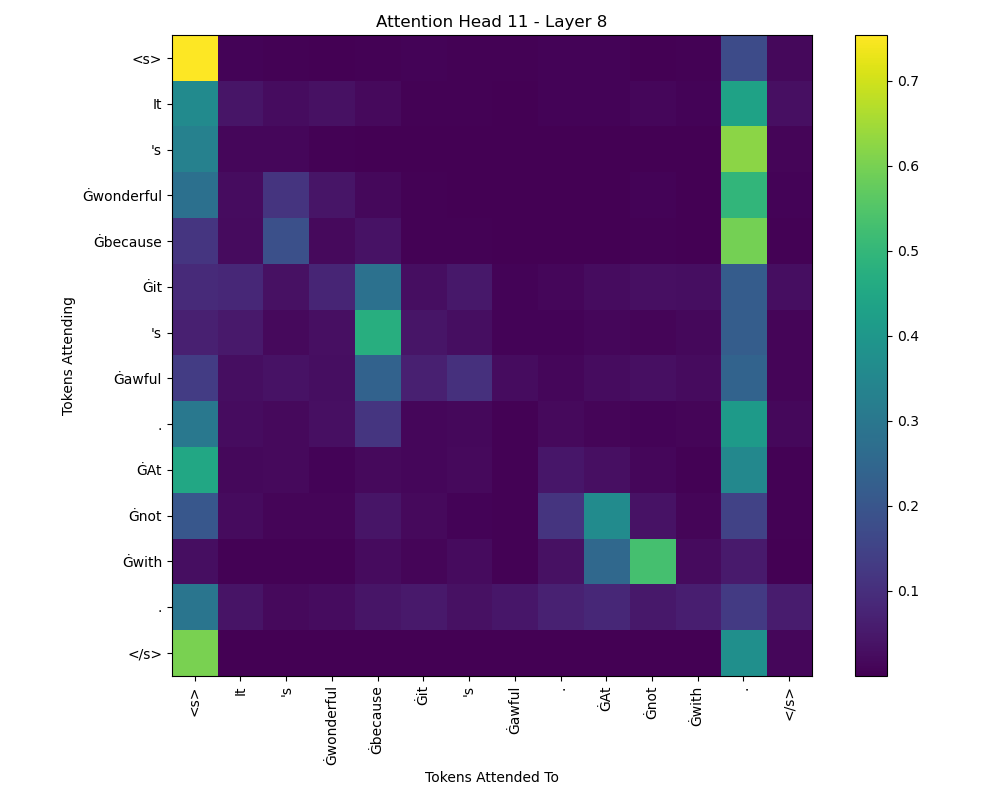 Attention Head 11 - Layer 8
Tokens Attending
<s>
It
's
Ġwonderful
Ġbecause
Ġit
's
Ġawful
.
ĠAt
Ġnot
Ġwith
.
</s>
<s>
It
's
Ġwonderful
Ġbecause
Ġit
's
Ġawful
.
ĠAt
Ġnot
Ġwith
.
</s>
Tokens Attended To
0.7
0.6
0.5
0.4
0.3
0.2
0.1